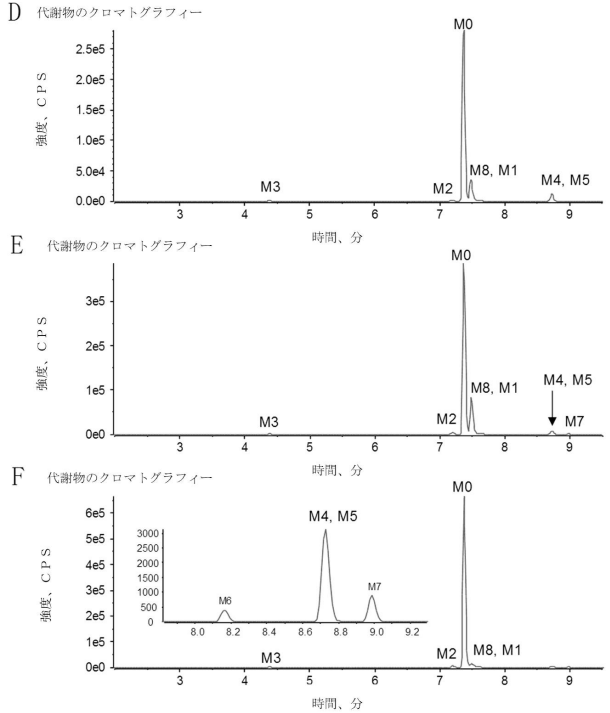 D 代謝物のクロマトグラフィー
強度、CPS
2.5e5
2.0e5
1.5e5
1.0e5
5.0e4
0.0e0
M3
M2
M0
M8, M1
M4, M5
3 4 5 6 7 8 9
時間、分
E 代謝物のクロマトグラフィー
強度、CPS
3e5
2e5
1e5
0e0
M3
M2
M0
M8, M1
M4, M5
M7
3 4 5 6 7 8 9
時間、分
F 代謝物のクロマトグラフィー
強度、CPS
6e5
5e5
4e5
3e5
2e5
1e5
0e0
M0
M4, M5
3000
2500
2000
1500
1000
500
0
M6
M7
8.0 8.2 8.4 8.6 8.8 9.0 9.2
M3
M2
M8, M1
3 4 5 6 7 8 9
時間、分